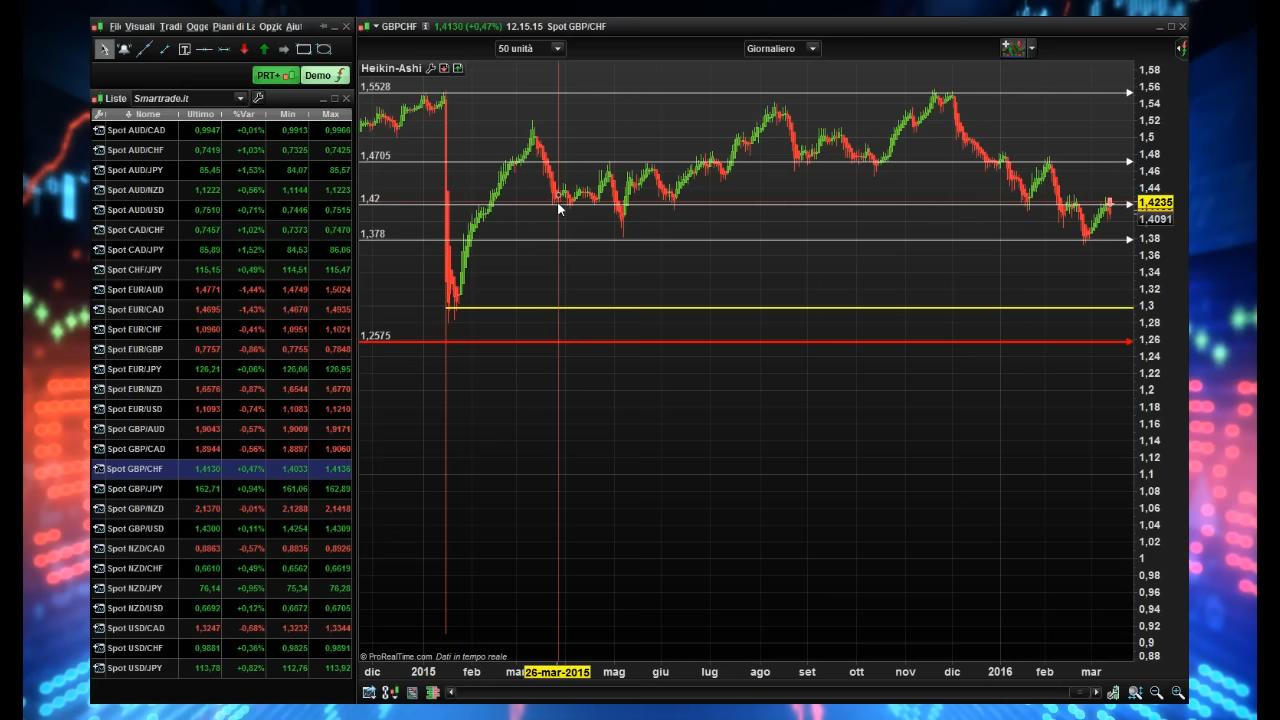 File Visuali Tradi Ogge Piani di La Opzio Aiut
GBPCHF 1,4130 (+0,47%) 12.15.15 Spot GBP/CHF
50 unità Giornaliero
PRT+ Demo
Heikin-Ashi
Liste Smartrade.it
Nome Ultimo %Var Min Max
Spot AUD/CAD 0,9947 +0,01% 0,9913 0,9966
Spot AUD/CHF 0,7419 +1,03% 0,7325 0,7425
Spot AUD/JPY 85,45 +1,53% 84,07 85,57
Spot AUD/NZD 1,1222 +0,56% 1,1144 1,1223
Spot AUD/USD 0,7510 +0,71% 0,7446 0,7515
Spot CAD/CHF 0,7457 +1,02% 0,7373 0,7470
Spot CAD/JPY 85,89 +1,52% 84,53 86,06
Spot CHF/JPY 115,15 +0,49% 114,51 115,47
Spot EUR/AUD 1,4771 -1,44% 1,4749 1,5024
Spot EUR/CAD 1,4695 -1,43% 1,4670 1,4935
Spot EUR/CHF 1,0960 -0,41% 1,0951 1,1021
Spot EUR/GBP 0,7757 -0,86% 0,7755 0,7848
Spot EUR/JPY 126,21 +0,06% 126,06 126,95
Spot EUR/NZD 1,6576 -0,87% 1,6544 1,6770
Spot EUR/USD 1,1093 -0,74% 1,1083 1,1210
Spot GBP/AUD 1,9043 -0,57% 1,9009 1,9171
Spot GBP/CAD 1,8944 -0,56% 1,8897 1,9060
Spot GBP/CHF 1,4130 +0,47% 1,4033 1,4136
Spot GBP/JPY 162,71 +0,94% 161,06 162,89
Spot GBP/NZD 2,1370 -0,01% 2,1288 2,1418
Spot GBP/USD 1,4300 +0,11% 1,4254 1,4309
Spot NZD/CAD 0,8863 -0,57% 0,8835 0,8926
Spot NZD/CHF 0,6610 +0,49% 0,6562 0,6619
Spot NZD/JPY 76,14 +0,95% 75,34 76,28
Spot NZD/USD 0,6692 +0,12% 0,6672 0,6705
Spot USD/CAD 1,3247 -0,68% 1,3232 1,3344
Spot USD/CHF 0,9881 +0,36% 0,9825 0,9891
Spot USD/JPY 113,78 +0,82% 112,76 113,92
1,5528
1,4705
1,42
1,378
1,2575
1,58
1,56
1,54
1,52
1,5
1,48
1,46
1,44
1,4235
1,4091
1,38
1,36
1,34
1,32
1,3
1,28
1,26
1,24
1,22
1,2
1,18
1,16
1,14
1,12
1,1
1,08
1,06
1,04
1,02
1
0,98
0,96
0,94
0,92
0,9
0,88
© ProRealTime.com Dati in tempo reale
dic 2015 feb 26-mar-2015 mag giu lug ago set ott nov dic 2016 feb mar